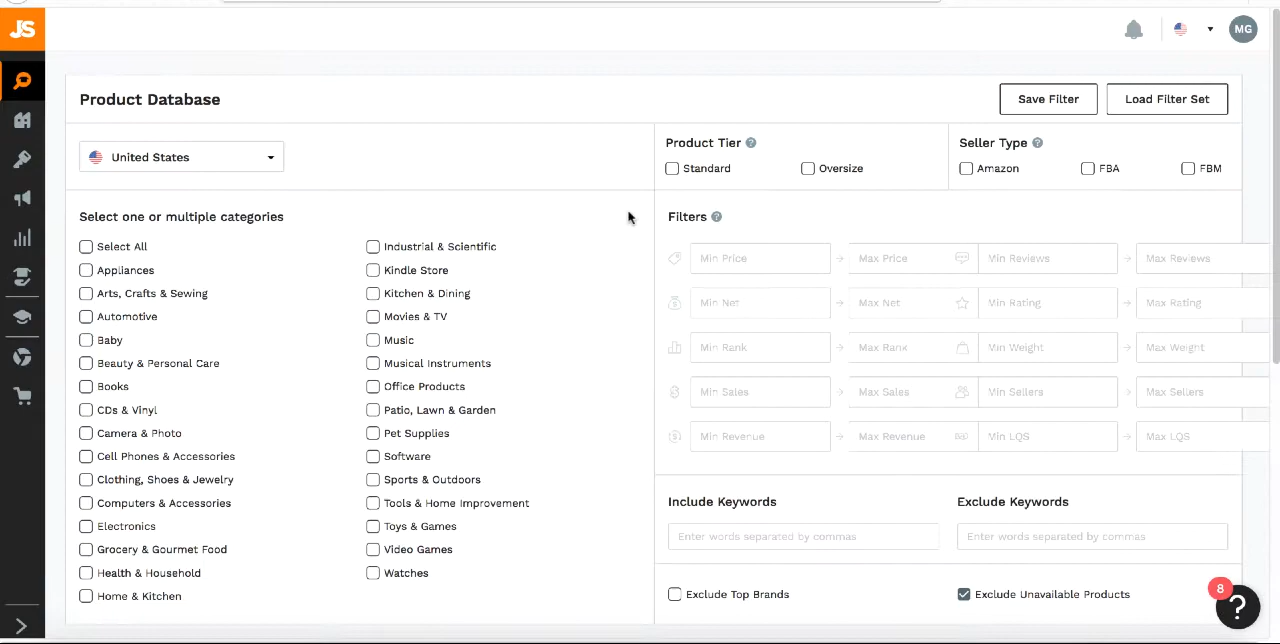 JS
MG
Product Database
Save Filter
Load Filter Set
United States
Product Tier ?
Standard
Oversize
Seller Type ?
Amazon
FBA
FBM
Select one or multiple categories
Select All
Appliances
Arts, Crafts & Sewing
Automotive
Baby
Beauty & Personal Care
Books
CDs & Vinyl
Camera & Photo
Cell Phones & Accessories
Clothing, Shoes & Jewelry
Computers & Accessories
Electronics
Grocery & Gourmet Food
Health & Household
Home & Kitchen
Industrial & Scientific
Kindle Store
Kitchen & Dining
Movies & TV
Music
Musical Instruments
Office Products
Patio, Lawn & Garden
Pet Supplies
Software
Sports & Outdoors
Tools & Home Improvement
Toys & Games
Video Games
Watches
Filters ?
Min Price
Max Price
Min Reviews
Max Reviews
Min Net
Max Net
Min Rating
Max Rating
Min Rank
Max Rank
Min Weight
Max Weight
Min Sales
Max Sales
Min Sellers
Max Sellers
Min Revenue
Max Revenue
Min LQS
Max LQS
Include Keywords
Enter words separated by commas
Exclude Keywords
Enter words separated by commas
Exclude Top Brands
Exclude Unavailable Products
8
?